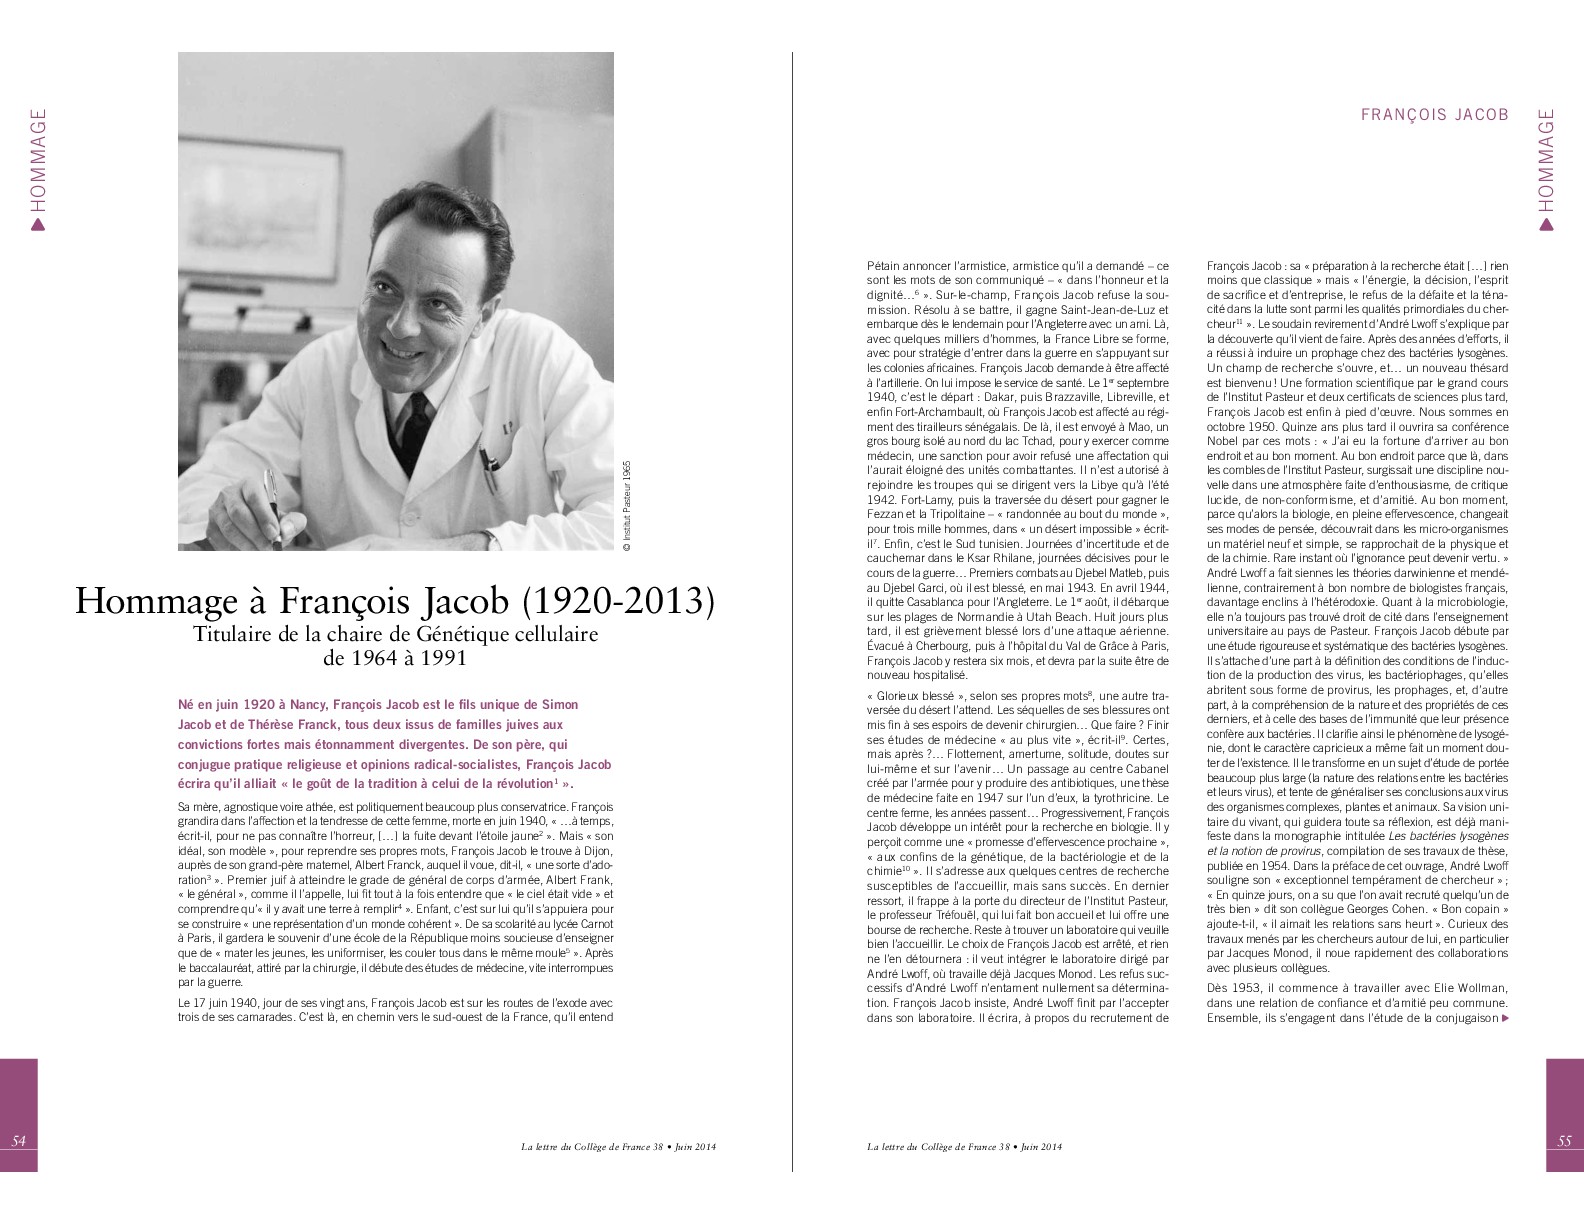 HOMMAGE
© Institut Pasteur 1965
Hommage à François Jacob (1920-2013)
Titulaire de la chaire de Génétique cellulaire
de 1964 à 1991
Né en juin 1920 à Nancy, François Jacob est le fils unique de Simon
Jacob et de Thérèse Franck, tous deux issus de familles juives aux
convictions fortes mais étonnamment divergentes. De son père, qui
conjugue pratique religieuse et opinions radical-socialistes, François Jacob
écrira qu'il alliait « le goût de la tradition à celui de la révolution¹ ».
Sa mère, agnostique voire athée, est politiquement beaucoup plus conservatrice. François
grandira dans l'affection et la tendresse de cette femme, morte en juin 1940, « …à temps,
écrit-il, pour ne pas connaître l'horreur, […] la fuite devant l'étoile jaune² ». Mais « son
idéal, son modèle », pour reprendre ses propres mots, François Jacob le trouve à Dijon,
auprès de son grand-père maternel, Albert Franck, auquel il voue, dit-il, « une sorte d'ado-
ration³ ». Premier juif à atteindre le grade de général de corps d'armée, Albert Frank,
« le général », comme il l'appelle, lui fit tout à la fois entendre que « le ciel était vide » et
comprendre qu'« il y avait une terre à remplir⁴ ». Enfant, c'est sur lui qu'il s'appuiera pour
se construire « une représentation d'un monde cohérent ». De sa scolarité au lycée Carnot
à Paris, il gardera le souvenir d'une école de la République moins soucieuse d'enseigner
que de « mater les jeunes, les uniformiser, les couler tous dans le même moule⁵ ». Après
le baccalauréat, attiré par la chirurgie, il débute des études de médecine, vite interrompues
par la guerre.
Le 17 juin 1940, jour de ses vingt ans, François Jacob est sur les routes de l'exode avec
trois de ses camarades. C'est là, en chemin vers le sud-ouest de la France, qu'il entend
54
La lettre du Collège de France 38 • Juin 2014
FRANÇOIS JACOB
HOMMAGE
Pétain annoncer l'armistice, armistice qu'il a demandé – ce
sont les mots de son communiqué – « dans l'honneur et la
dignité…⁶ ». Sur-le-champ, François Jacob refuse la sou-
mission. Résolu à se battre, il gagne Saint-Jean-de-Luz et
embarque dès le lendemain pour l'Angleterre avec un ami. Là,
avec quelques milliers d'hommes, la France Libre se forme,
avec pour stratégie d'entrer dans la guerre en s'appuyant sur
les colonies africaines. François Jacob demande à être affecté
à l'artillerie. On lui impose le service de santé. Le 1er septembre
1940, c'est le départ : Dakar, puis Brazzaville, Libreville, et
enfin Fort-Archambault, où François Jacob est affecté au régi-
ment des tirailleurs sénégalais. De là, il est envoyé à Mao, un
gros bourg isolé au nord du lac Tchad, pour y exercer comme
médecin, une sanction pour avoir refusé une affectation qui
l'aurait éloigné des unités combattantes. Il n'est autorisé à
rejoindre les troupes qui se dirigent vers la Libye qu'à l'été
1942. Fort-Lamy, puis la traversée du désert pour gagner le
Fezzan et la Tripolitaine – « randonnée au bout du monde »,
pour trois mille hommes, dans « un désert impossible » écrit-
il⁷. Enfin, c'est le Sud tunisien. Journées d'incertitude et de
cauchemar dans le Ksar Rhilane, journées décisives pour le
cours de la guerre… Premiers combats au Djebel Matleb, puis
au Djebel Garci, où il est blessé, en mai 1943. En avril 1944,
il quitte Casablanca pour l'Angleterre. Le 1er août, il débarque
sur les plages de Normandie à Utah Beach. Huit jours plus
tard, il est grièvement blessé lors d'une attaque aérienne.
Évacué à Cherbourg, puis à l'hôpital du Val de Grâce à Paris,
François Jacob y restera six mois, et devra par la suite être de
nouveau hospitalisé.
« Glorieux blessé », selon ses propres mots⁸, une autre tra-
versée du désert l'attend. Les séquelles de ses blessures ont
mis fin à ses espoirs de devenir chirurgien… Que faire ? Finir
ses études de médecine « au plus vite », écrit-il⁹. Certes,
mais après ?… Flottement, amertume, solitude, doutes sur
lui-même et sur l'avenir… Un passage au centre Cabanel
créé par l'armée pour y produire des antibiotiques, une thèse
de médecine faite en 1947 sur l'un d'eux, la tyrothricine. Le
centre ferme, les années passent… Progressivement, François
Jacob développe un intérêt pour la recherche en biologie. Il y
perçoit comme une « promesse d'effervescence prochaine »,
« aux confins de la génétique, de la bactériologie et de la
chimie¹⁰ ». Il s'adresse aux quelques centres de recherche
susceptibles de l'accueillir, mais sans succès. En dernier
ressort, il frappe à la porte du directeur de l'Institut Pasteur,
le professeur Tréfouël, qui lui fait bon accueil et lui offre une
bourse de recherche. Reste à trouver un laboratoire qui veuille
bien l'accueillir. Le choix de François Jacob est arrêté, et rien
ne l'en détournera : il veut intégrer le laboratoire dirigé par
André Lwoff, où travaille déjà Jacques Monod. Les refus suc-
cessifs d'André Lwoff n'entament nullement sa détermina-
tion. François Jacob insiste, André Lwoff finit par l'accepter
dans son laboratoire. Il écrira, à propos du recrutement de
François Jacob : sa « préparation à la recherche était […] rien
moins que classique » mais « l'énergie, la décision, l'esprit
de sacrifice et d'entreprise, le refus de la défaite et la téna-
cité dans la lutte sont parmi les qualités primordiales du cher-
cheur¹¹ ». Le soudain revirement d'André Lwoff s'explique par
la découverte qu'il vient de faire. Après des années d'efforts, il
a réussi à induire un prophage chez des bactéries lysogènes.
Un champ de recherche s'ouvre, et… un nouveau thésard
est bienvenu ! Une formation scientifique par le grand cours
de l'Institut Pasteur et deux certificats de sciences plus tard,
François Jacob est enfin à pied d'œuvre. Nous sommes en
octobre 1950. Quinze ans plus tard il ouvrira sa conférence
Nobel par ces mots : « J'ai eu la fortune d'arriver au bon
endroit et au bon moment. Au bon endroit parce que là, dans
les combles de l'Institut Pasteur, surgissait une discipline nou-
velle dans une atmosphère faite d'enthousiasme, de critique
lucide, de non-conformisme, et d'amitié. Au bon moment,
parce qu'alors la biologie, en pleine effervescence, changeait
ses modes de pensée, découvrait dans les micro-organismes
un matériel neuf et simple, se rapprochait de la physique et
de la chimie. Rare instant où l'ignorance peut devenir vertu. »
André Lwoff a fait siennes les théories darwinienne et mendé-
lienne, contrairement à bon nombre de biologistes français,
davantage enclins à l'hétérodoxie. Quant à la microbiologie,
elle n'a toujours pas trouvé droit de cité dans l'enseignement
universitaire au pays de Pasteur. François Jacob débute par
une étude rigoureuse et systématique des bactéries lysogènes.
Il s'attache d'une part à la définition des conditions de l'induc-
tion de la production des virus, les bactériophages, qu'elles
abritent sous forme de provirus, les prophages, et, d'autre
part, à la compréhension de la nature et des propriétés de ces
derniers, et à celle des bases de l'immunité que leur présence
confère aux bactéries. Il clarifie ainsi le phénomène de lysogé-
nie, dont le caractère capricieux a même fait un moment dou-
ter de l'existence. Il le transforme en un sujet d'étude de portée
beaucoup plus large (la nature des relations entre les bactéries
et leurs virus), et tente de généraliser ses conclusions aux virus
des organismes complexes, plantes et animaux. Sa vision uni-
taire du vivant, qui guidera toute sa réflexion, est déjà mani-
feste dans la monographie intitulée Les bactéries lysogènes
et la notion de provirus, compilation de ses travaux de thèse,
publiée en 1954. Dans la préface de cet ouvrage, André Lwoff
souligne son « exceptionnel tempérament de chercheur » ;
« En quinze jours, on a su que l'on avait recruté quelqu'un de
très bien » dit son collègue Georges Cohen. « Bon copain »
ajoute-t-il, « il aimait les relations sans heurt ». Curieux des
travaux menés par les chercheurs autour de lui, en particulier
par Jacques Monod, il noue rapidement des collaborations
avec plusieurs collègues.
Dès 1953, il commence à travailler avec Elie Wollman,
dans une relation de confiance et d'amitié peu commune.
Ensemble, ils s'engagent dans l'étude de la conjugaison
La lettre du Collège de France 38 • Juin 2014
55